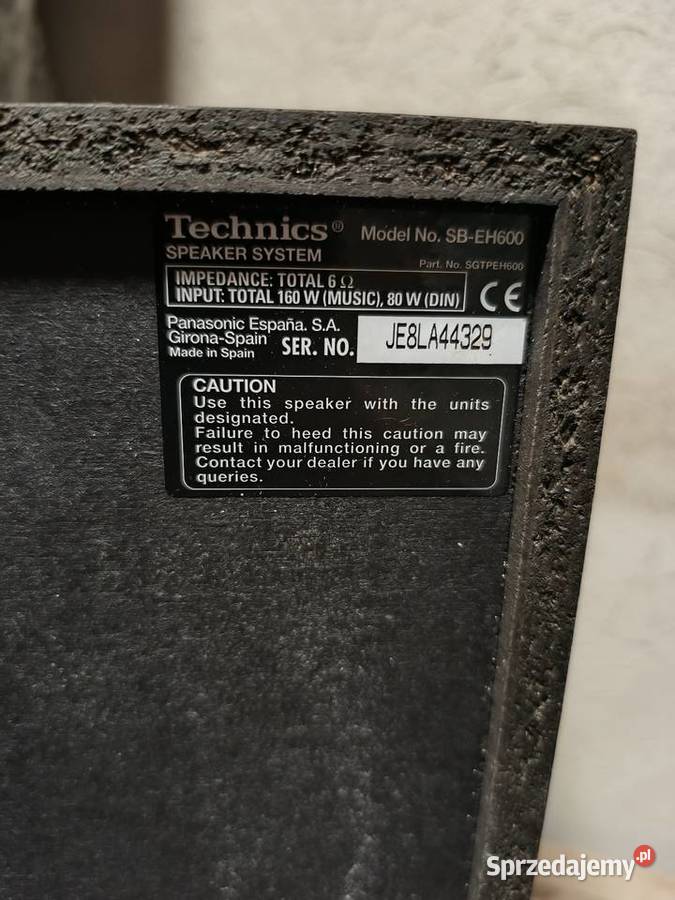 Technics® Model No. SB-EH600
SPEAKER SYSTEM Part. No. SGTPEH600
IMPEDANCE: TOTAL 6 Ω
INPUT: TOTAL 160 W (MUSIC), 80 W (DIN)
CE
Panasonic España. S.A.
Girona-Spain
Made in Spain
SER. NO. JE8LA44329
CAUTION
Use this speaker with the units
designated.
Failure to heed this caution may
result in malfunctioning or a fire.
Contact your dealer if you have any
queries.
Sprzedajemy.pl